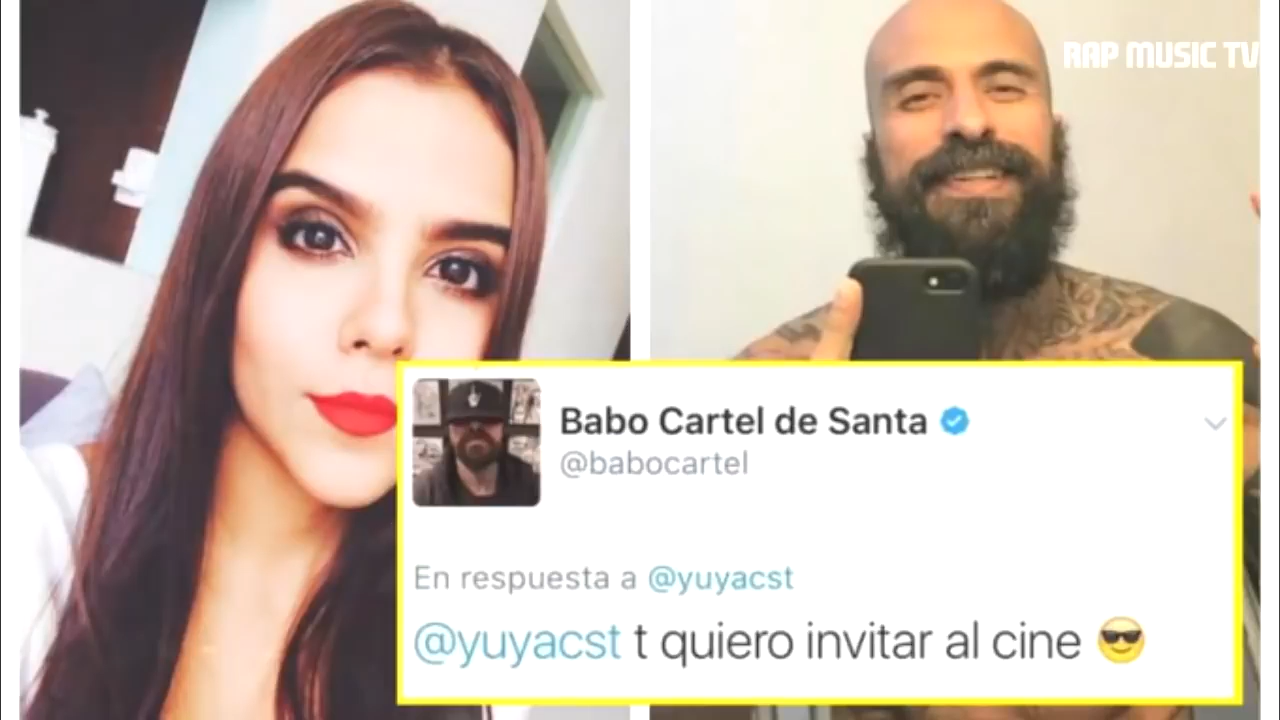 RAP MUSIC TV
Babo Cartel de Santa
@babocartel
En respuesta a @yuyacst
@yuyacst t quiero invitar al cine 😎